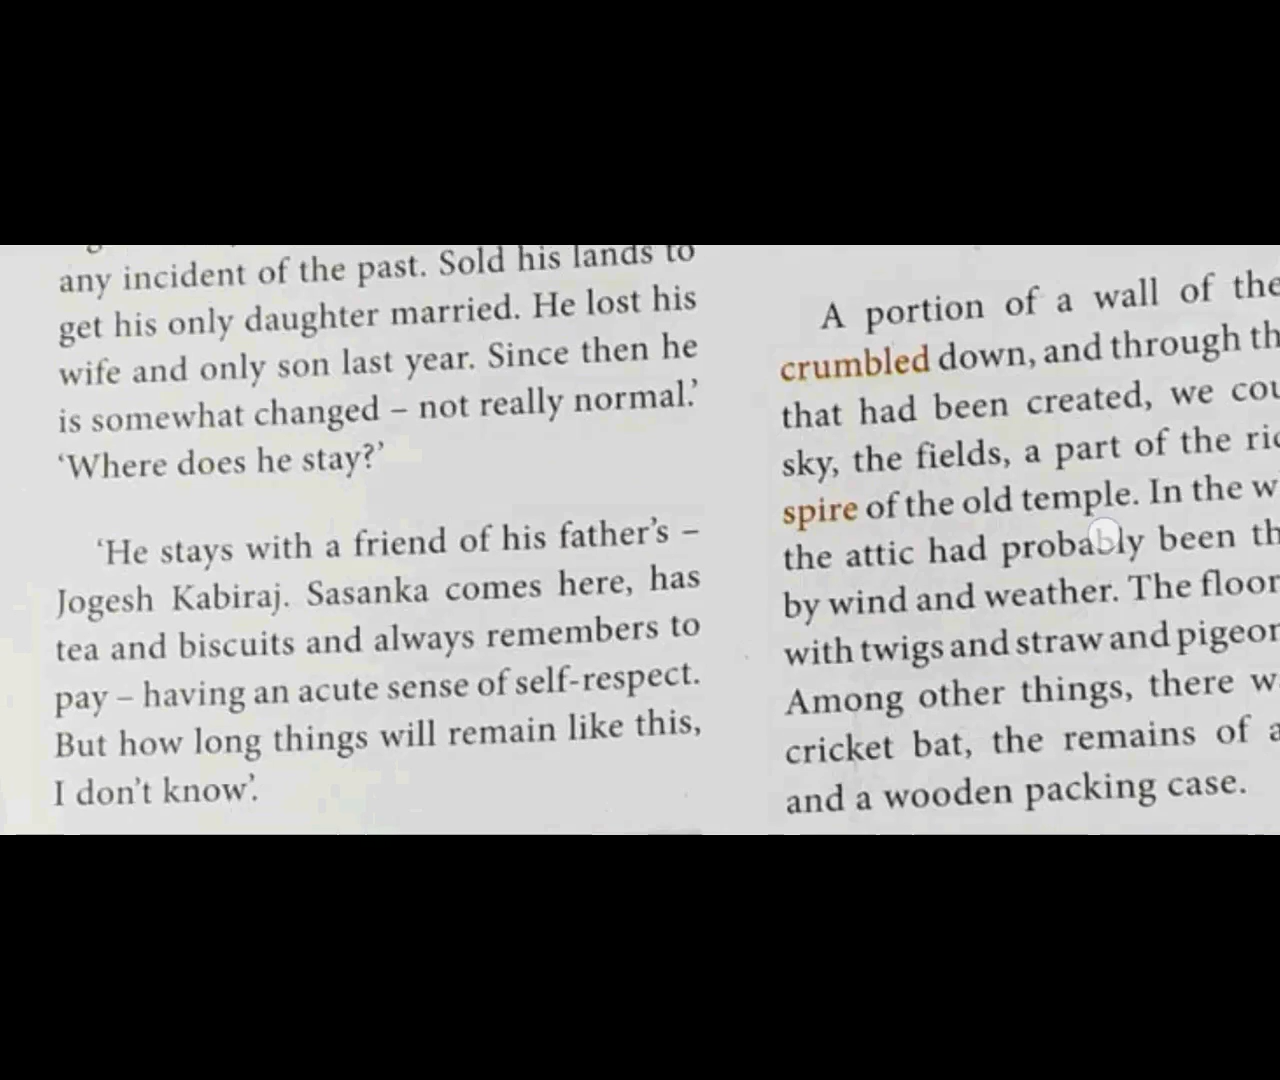 any incident of the past. Sold his lands to
get his only daughter married. He lost his
wife and only son last year. Since then he
is somewhat changed – not really normal.’
‘Where does he stay?’
‘He stays with a friend of his father’s –
Jogesh Kabiraj. Sasanka comes here, has
tea and biscuits and always remembers to
pay – having an acute sense of self-respect.
But how long things will remain like this,
I don’t know’.
A portion of a wall of the
crumbled down, and through th
that had been created, we cou
sky, the fields, a part of the ric
spire of the old temple. In the w
the attic had probably been th
by wind and weather. The floor
with twigs and straw and pigeon
Among other things, there w
cricket bat, the remains of a
and a wooden packing case.